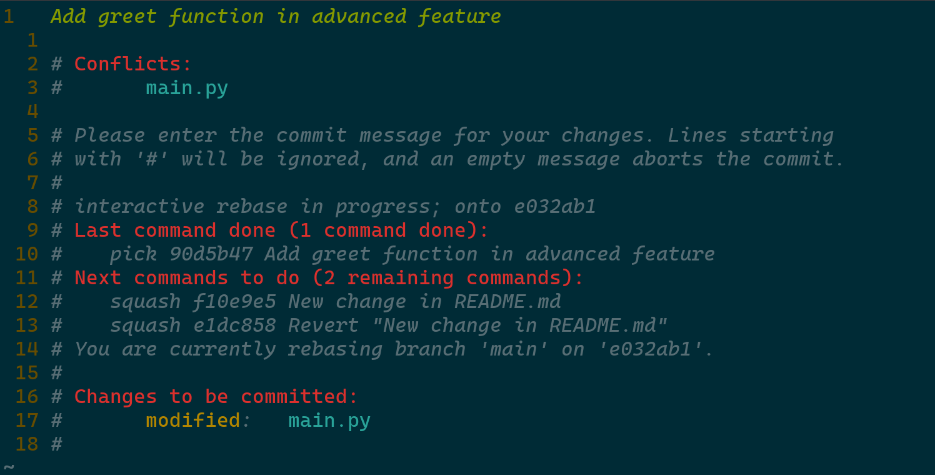 1   Add greet function in advanced feature
  1
  2 # Conflicts:
  3 #       main.py
  4
  5 # Please enter the commit message for your changes. Lines starting
  6 # with '#' will be ignored, and an empty message aborts the commit.
  7 #
  8 # interactive rebase in progress; onto e032ab1
  9 # Last command done (1 command done):
 10 #    pick 90d5b47 Add greet function in advanced feature
 11 # Next commands to do (2 remaining commands):
 12 #    squash f10e9e5 New change in README.md
 13 #    squash e1dc858 Revert "New change in README.md"
 14 # You are currently rebasing branch 'main' on 'e032ab1'.
 15 #
 16 # Changes to be committed:
 17 #       modified:   main.py
 18 #
~